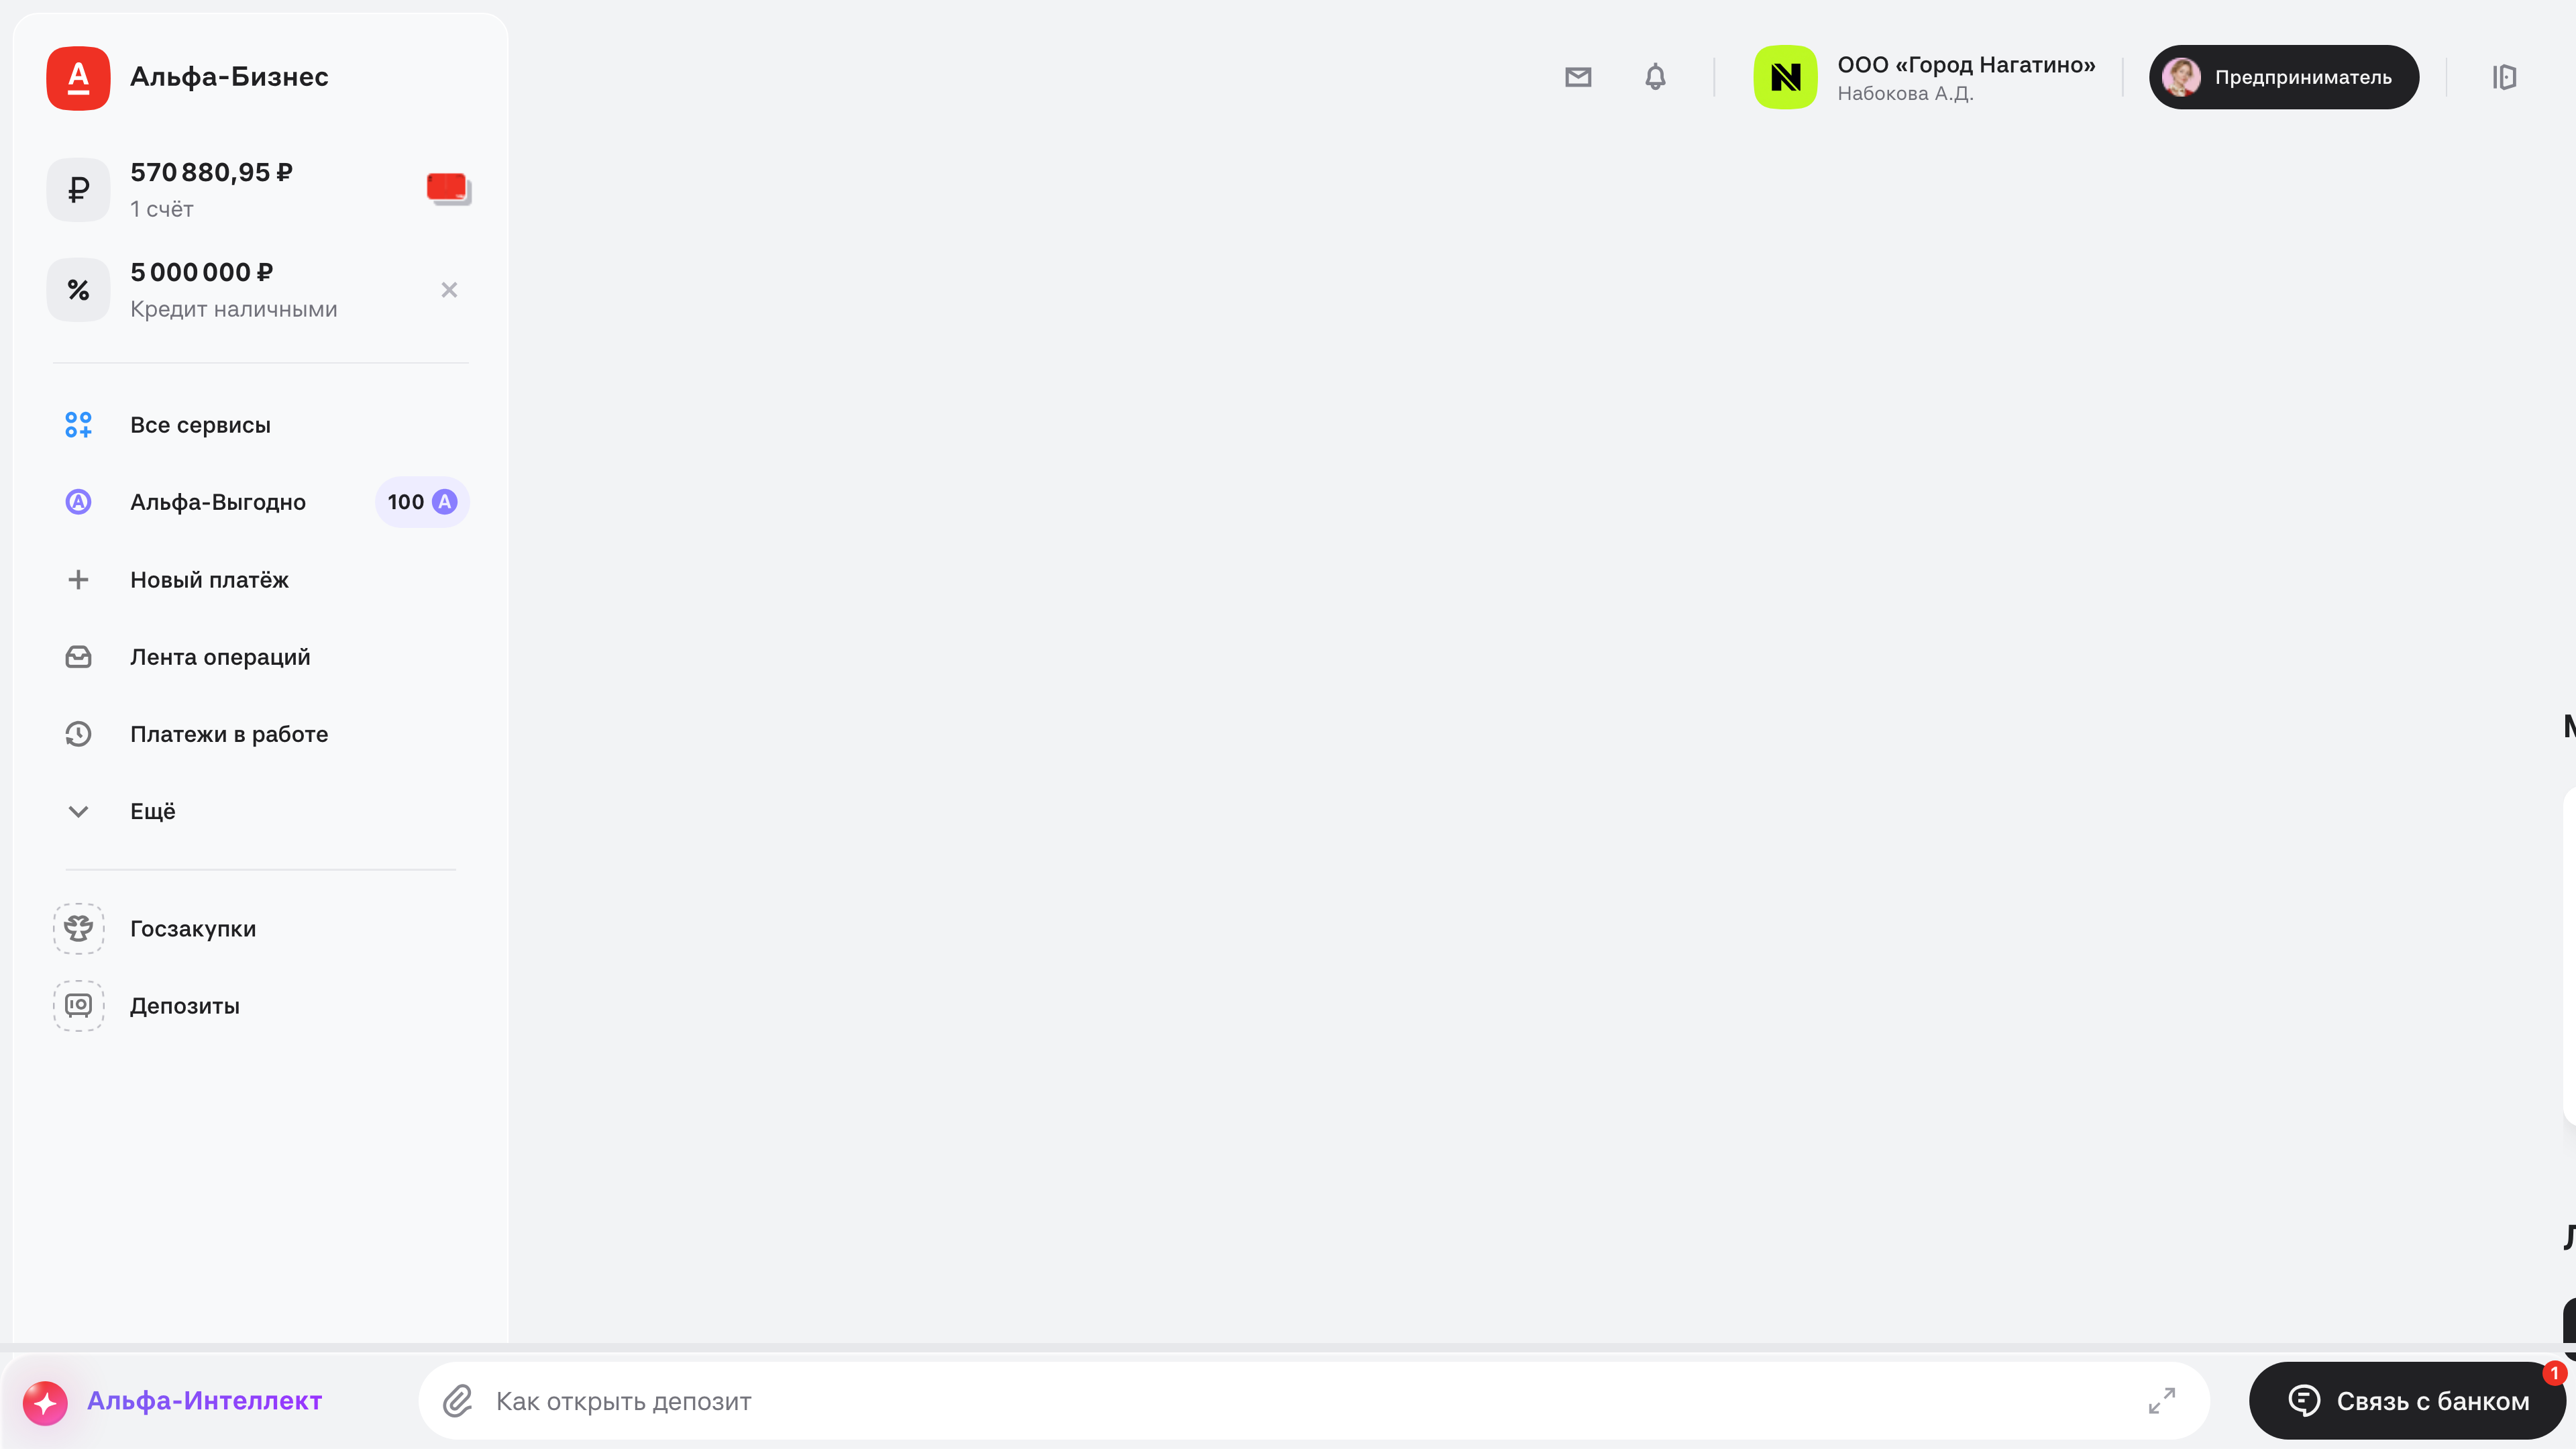 Альфа-Бизнес
ООО «Город Нагатино»
Набокова А.Д.
Предприниматель
570 880,95 ₽
1 счёт
5 000 000 ₽
Кредит наличными
Все сервисы
Альфа-Выгодно
100
Новый платёж
Лента операций
Платежи в работе
Ещё
Госзакупки
Депозиты
Альфа-Интеллект
Как открыть депозит
Связь с банком
1